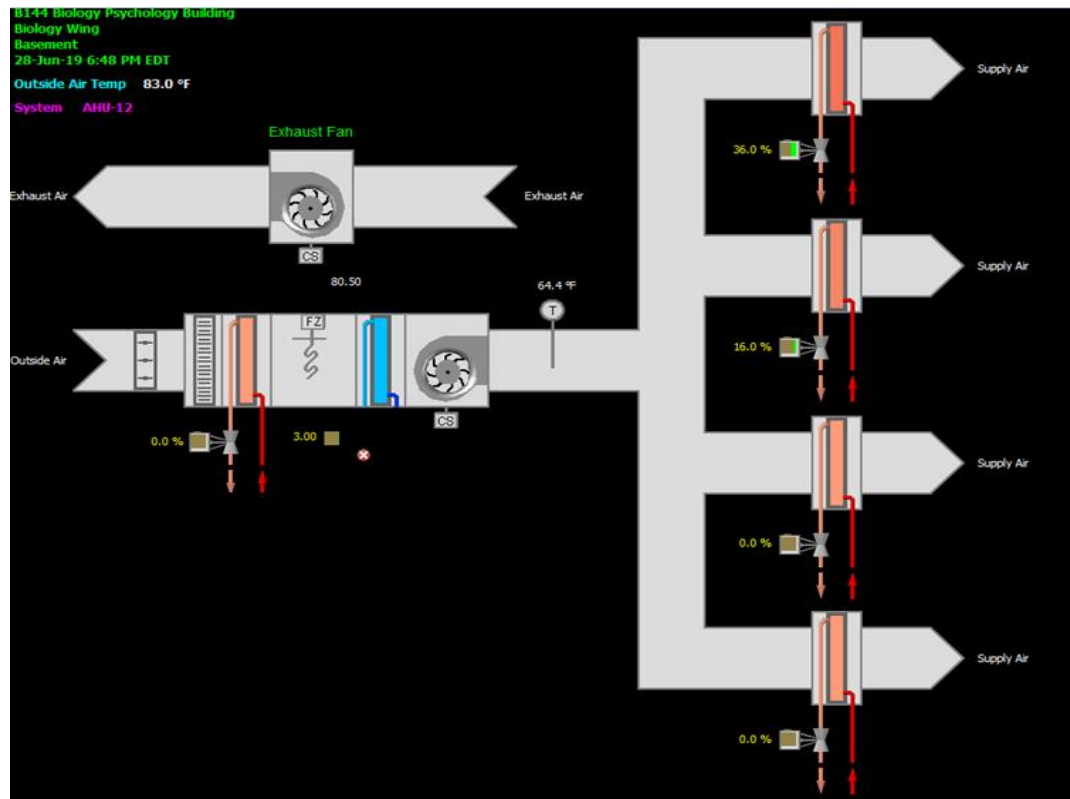 B144 Biology Psychology Building
Biology Wing
Basement
28-Jun-19 6:48 PM EDT
Outside Air Temp 83.0 °F
System AHU-12
Supply Air
Exhaust Fan
36.0 %
Exhaust Air
Exhaust Air
CS
Supply Air
80.50
64.4 °F
T
FZ
16.0 %
Outside Air
CS
0.0 %
3.00
Supply Air
0.0 %
Supply Air
0.0 %